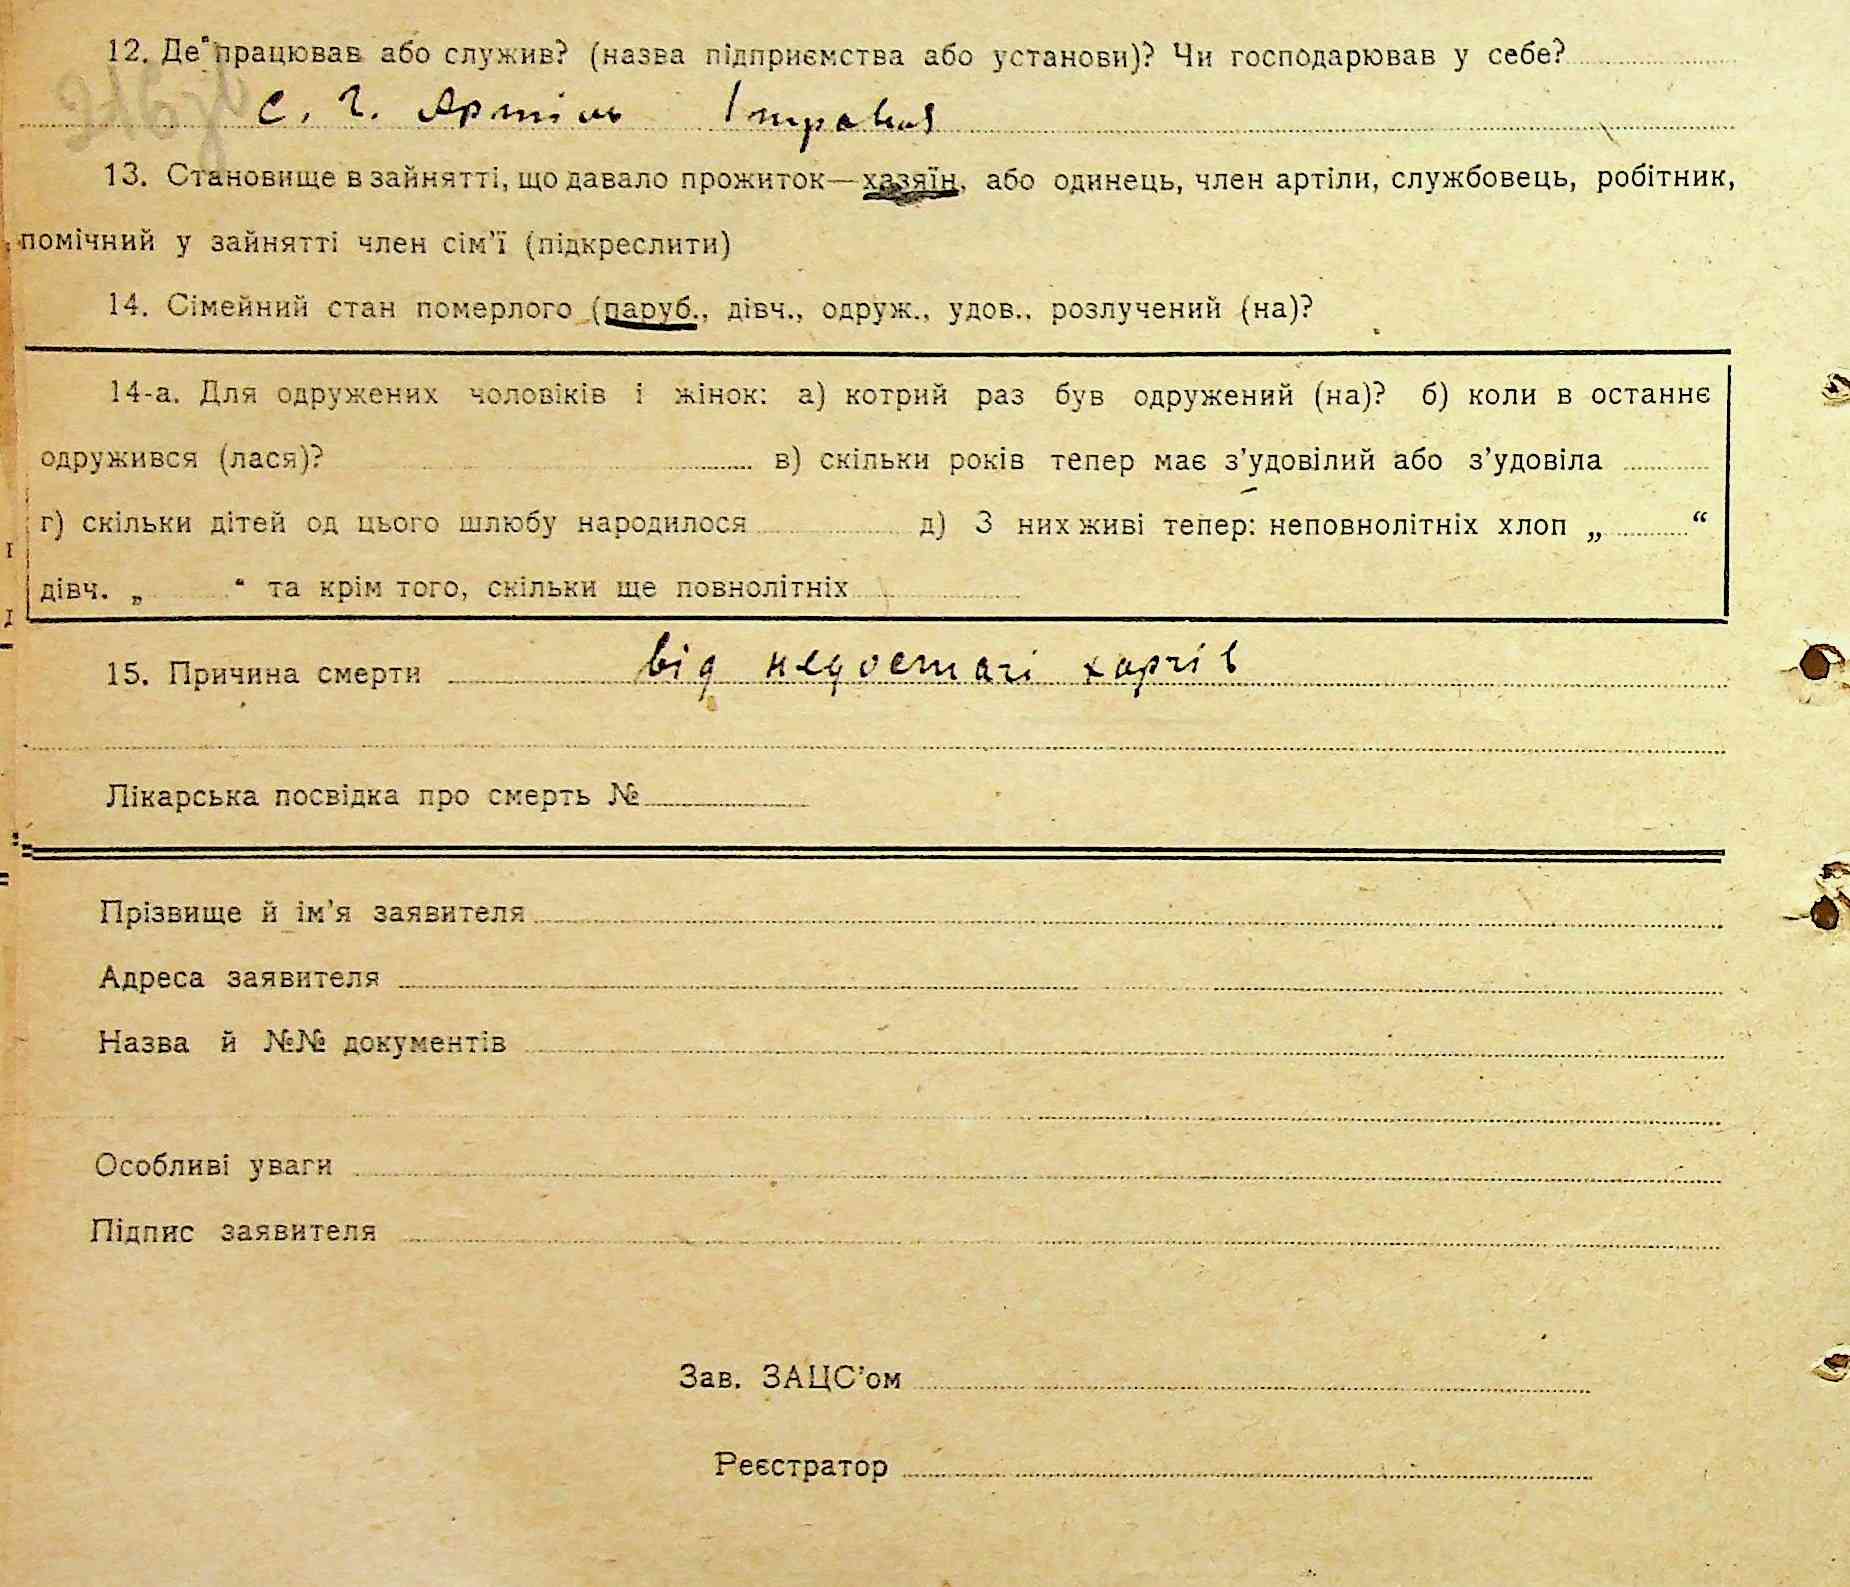 12. Де працював або служив? (назва підприємства або установи)? Чи господарював у себе?
С. г. Артіль
13. Становище в зайнятті, що давало прожиток—хазяїн, або одинець, член артіли, службовець, робітник,
помічний у зайнятті член сім'ї (підкреслити)
14. Сімейний стан померлого (паруб., дівч., одруж., удов., розлучений (на)?
14-а. Для одружених чоловіків і жінок: а) котрий раз був одружений (на)? б) коли в останнє
одружився (лася)? в) скільки років тепер має з'удовілий або з'удовіла
г) скільки дітей од цього шлюбу народилося д) З них живі тепер: неповнолітніх хлоп „ “
дівч. „ “ та крім того, скільки ще повнолітніх
15. Причина смерти від недостачі харчів
Лікарська посвідка про смерть №
Прізвище й ім'я заявителя
Адреса заявителя
Назва й №№ документів
Особливі уваги
Підпис заявителя
Зав. ЗАЦС'ом
Реєстратор